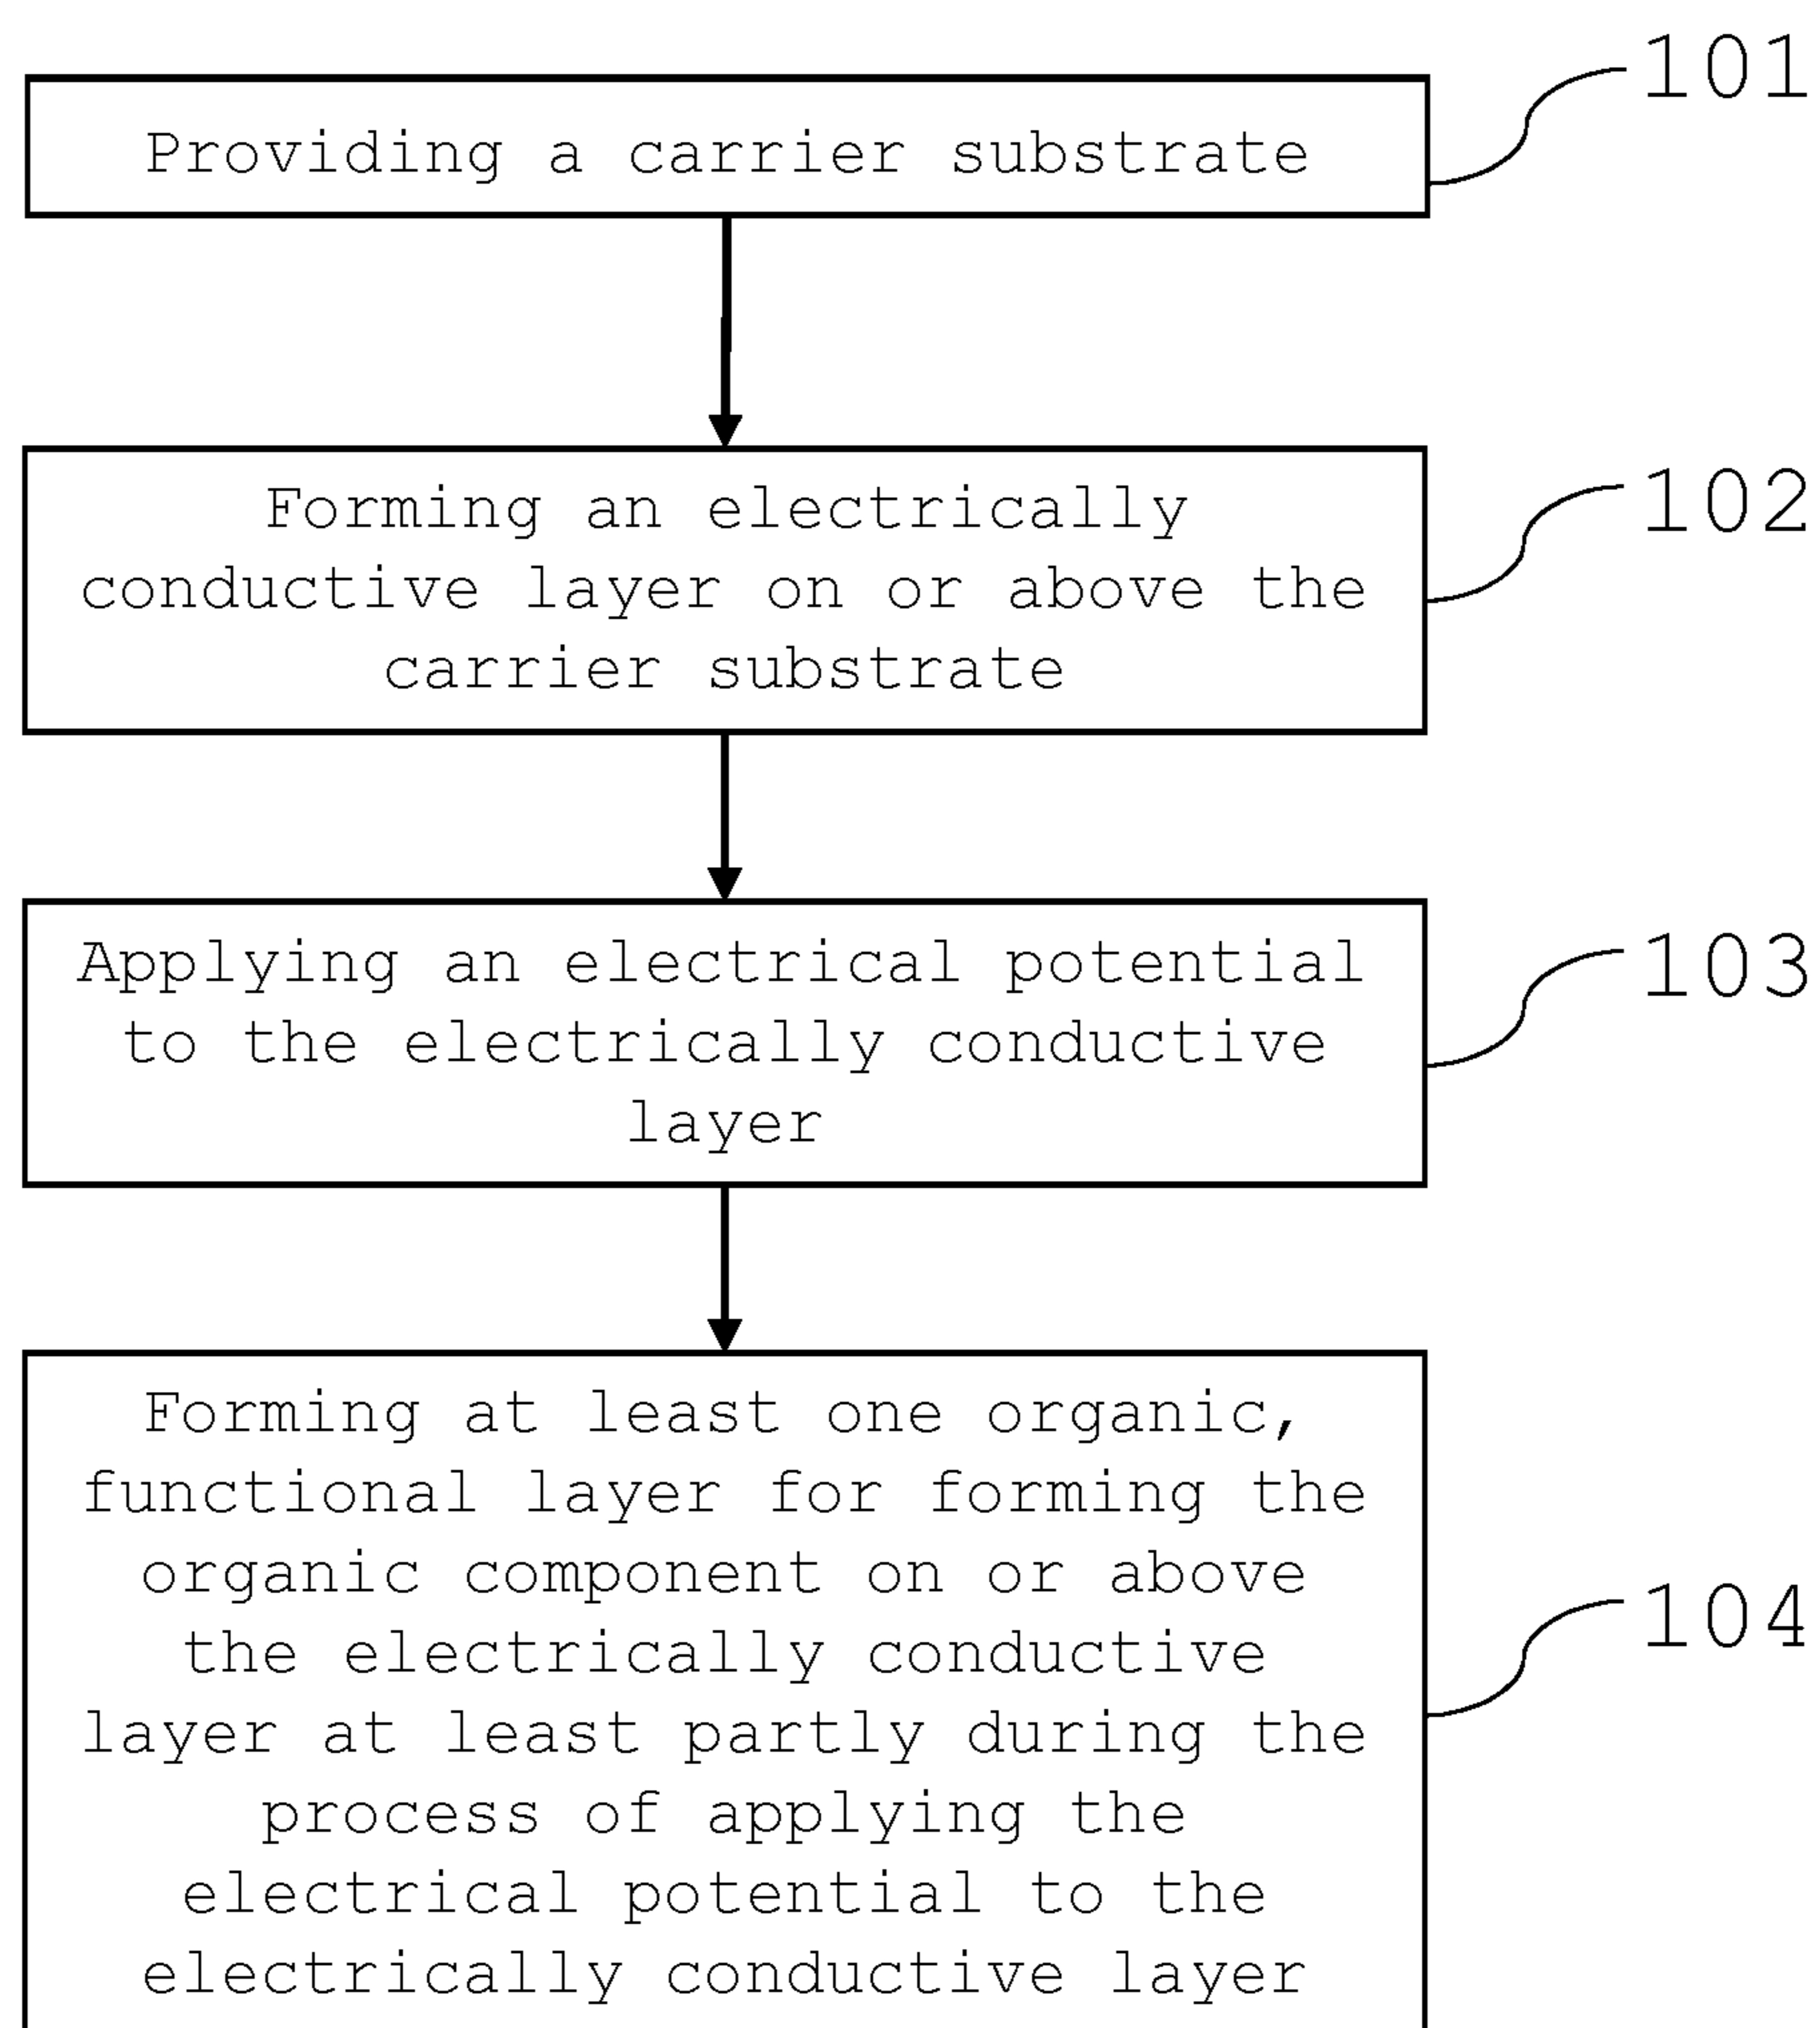 101
Providing a carrier substrate
102
Forming an electrically
conductive layer on or above the
carrier substrate
103
Applying an electrical potential
to the electrically conductive
layer
Forming at least one organic,
functional layer for forming the
organic component on or above
104
the electrically conductive
layer at least partly during the
process of applying the
electrical potential to the
electrically conductive layer